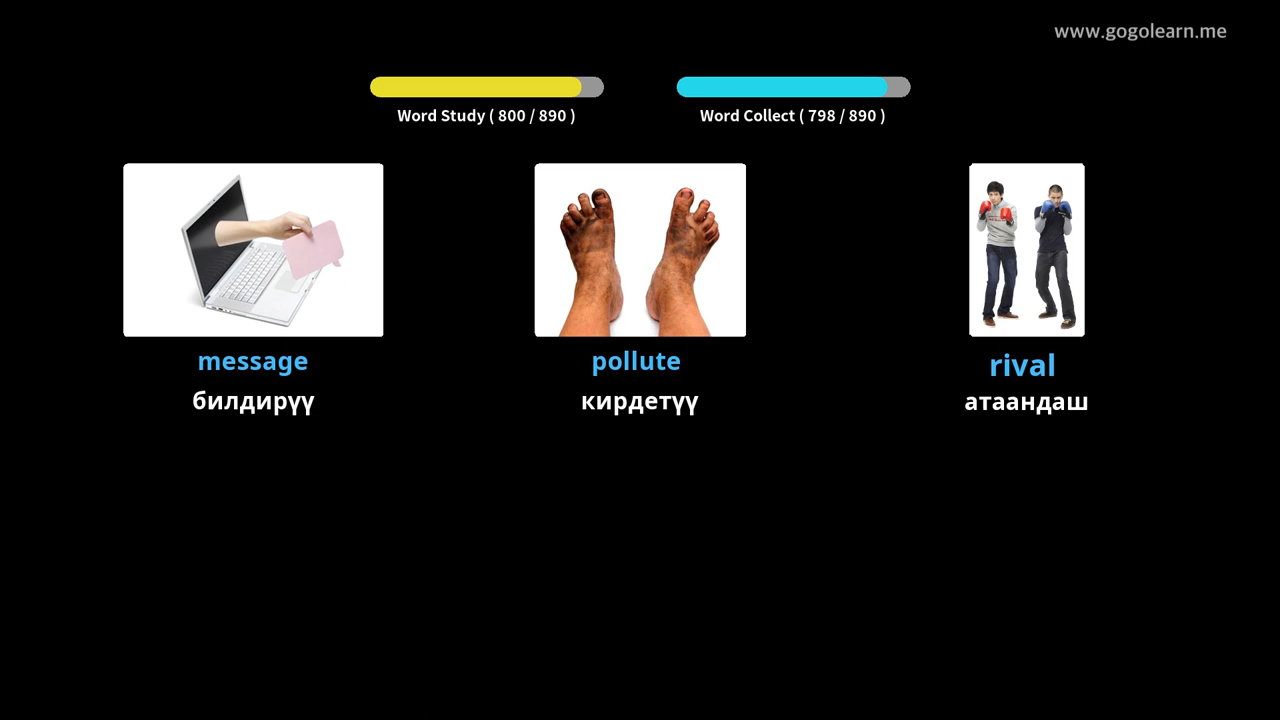 www.gogolearn.me
Word Study ( 800 / 890 )
Word Collect ( 798 / 890 )
message
билдирүү
pollute
кирдетүү
rival
атаандаш